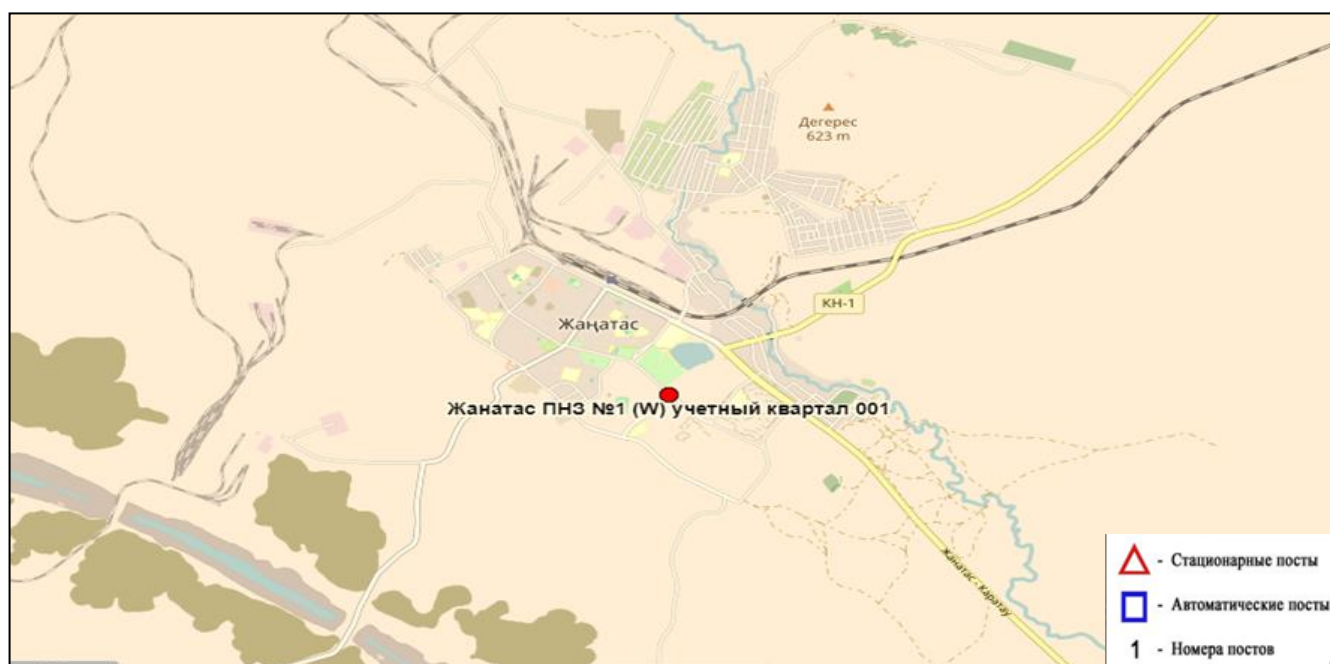 Дегерес
623 m
КН-1
Жаңатас
Жанатас ПНЗ №1 (W) учетный квартал 001
Жанатас - Каратау
- Стационарные посты
- Автоматические посты
1 - Номера постов